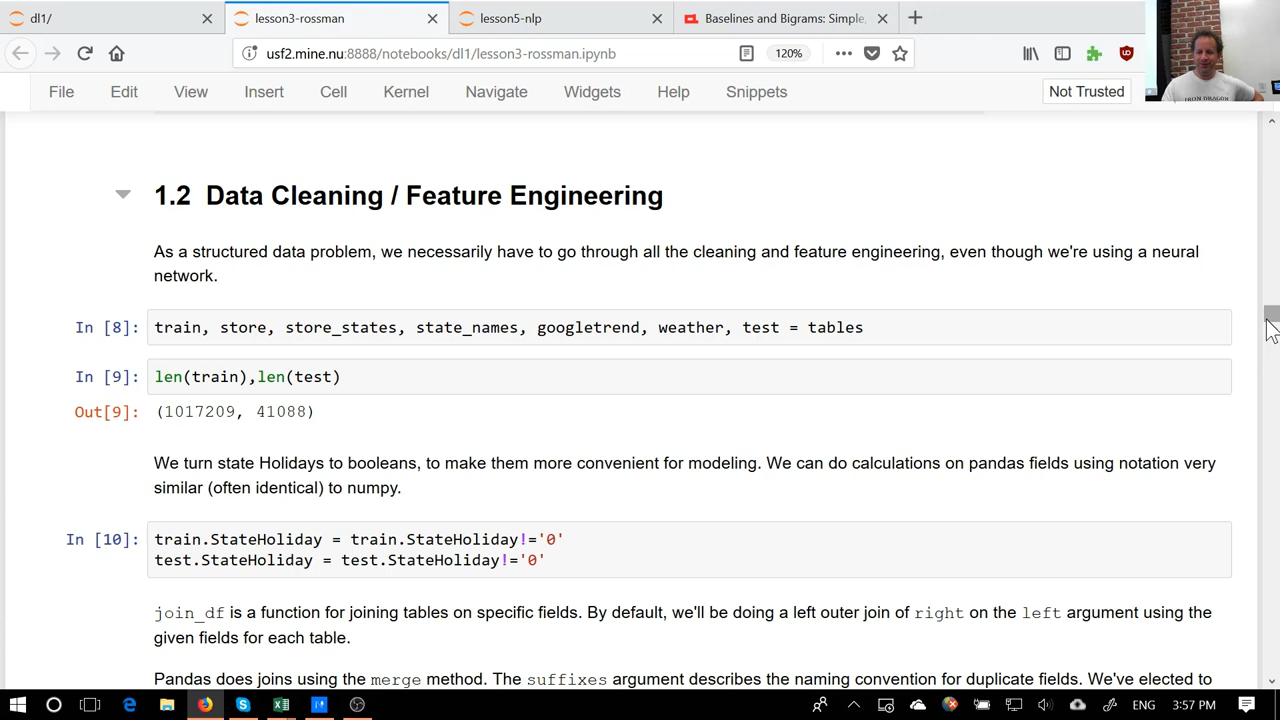 dl1/
lesson3-rossman
lesson5-nlp
Baselines and Bigrams: Simple,
usf2.mine.nu:8888/notebooks/dl1/lesson3-rossman.ipynb
120%
File Edit View Insert Cell Kernel Navigate Widgets Help Snippets
Not Trusted
IRON DRAGON
1.2 Data Cleaning / Feature Engineering
As a structured data problem, we necessarily have to go through all the cleaning and feature engineering, even though we're using a neural
network.
In [8]: train, store, store_states, state_names, googletrend, weather, test = tables
In [9]: len(train),len(test)
Out[9]: (1017209, 41088)
We turn state Holidays to booleans, to make them more convenient for modeling. We can do calculations on pandas fields using notation very
similar (often identical) to numpy.
In [10]: train.StateHoliday = train.StateHoliday!='0'
test.StateHoliday = test.StateHoliday!='0'
join_df is a function for joining tables on specific fields. By default, we'll be doing a left outer join of right on the left argument using the
given fields for each table.
Pandas does joins using the merge method. The suffixes argument describes the naming convention for duplicate fields. We've elected to
ENG 3:57 PM